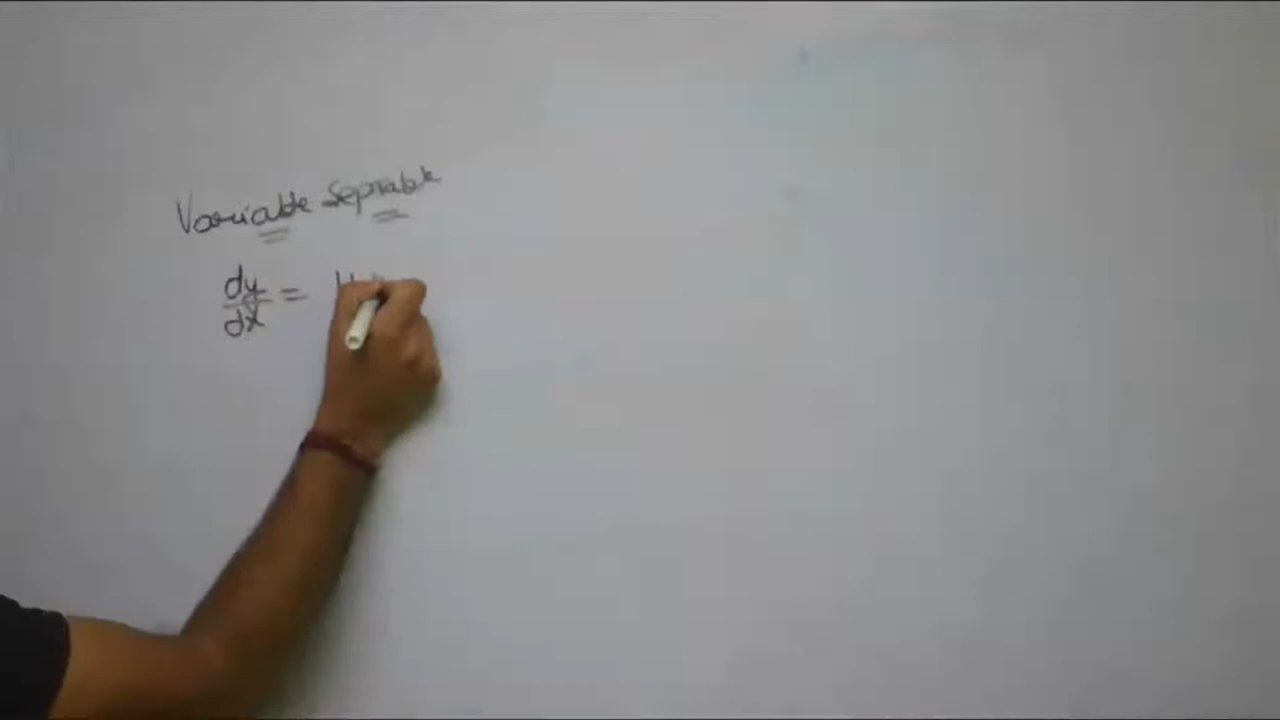 Variable Seprable
dy/dx =